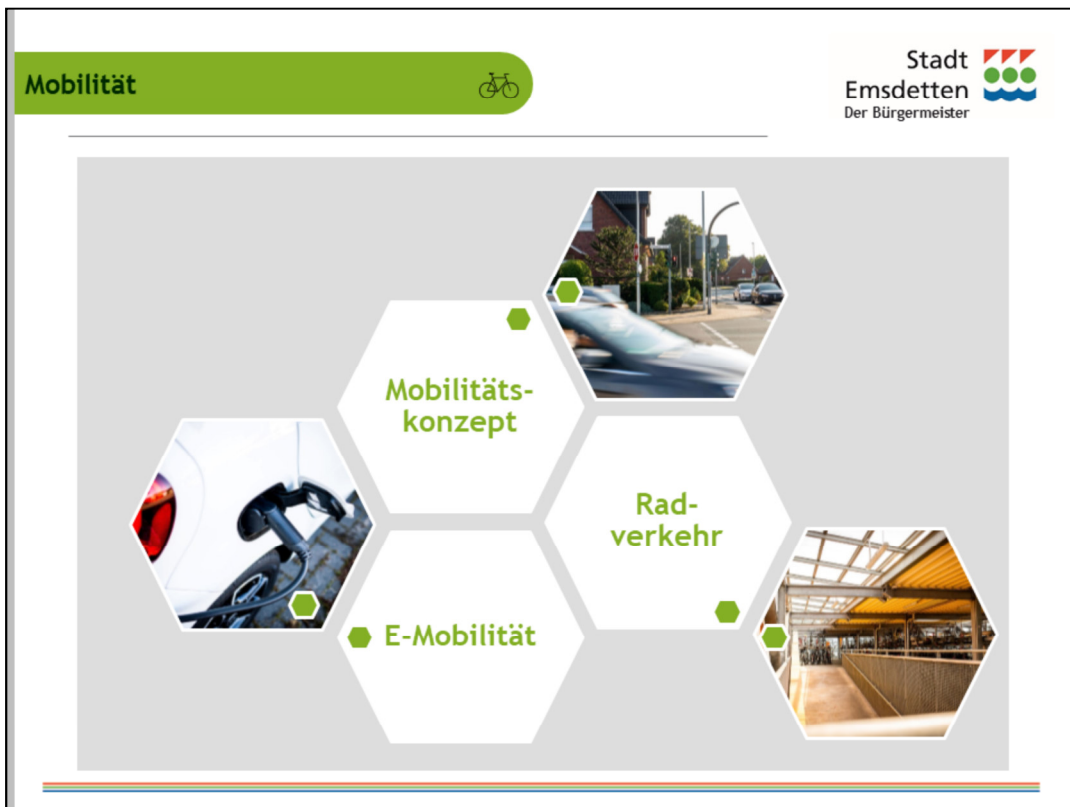 Mobilität
Stadt
Emsdetten
Der Bürgermeister
Mobilitäts-
konzept
Rad-
verkehr
E-Mobilität